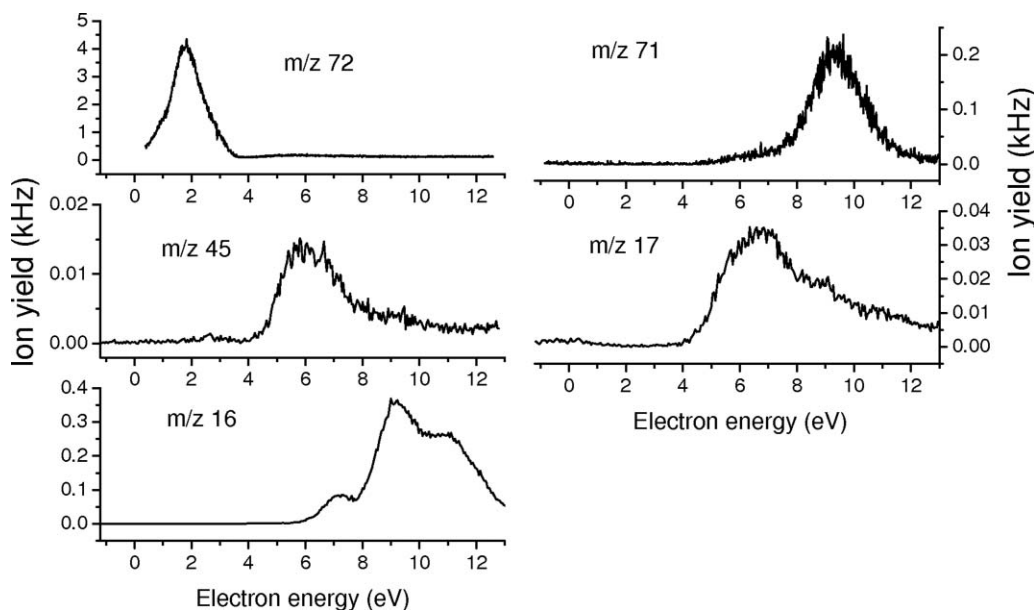 m/z 72
5
4
3
2
1
0
0 2 4 6 8 10 12
m/z 71
0.2
0.1
0.0
0 2 4 6 8 10 12
Ion yield (kHz)
m/z 45
0.02
0.01
0.00
0 2 4 6 8 10 12
m/z 17
0.04
0.03
0.02
0.01
0.00
0 2 4 6 8 10 12
Ion yield (kHz)
Electron energy (eV)
m/z 16
0.4
0.3
0.2
0.1
0.0
0 2 4 6 8 10 12
Electron energy (eV)